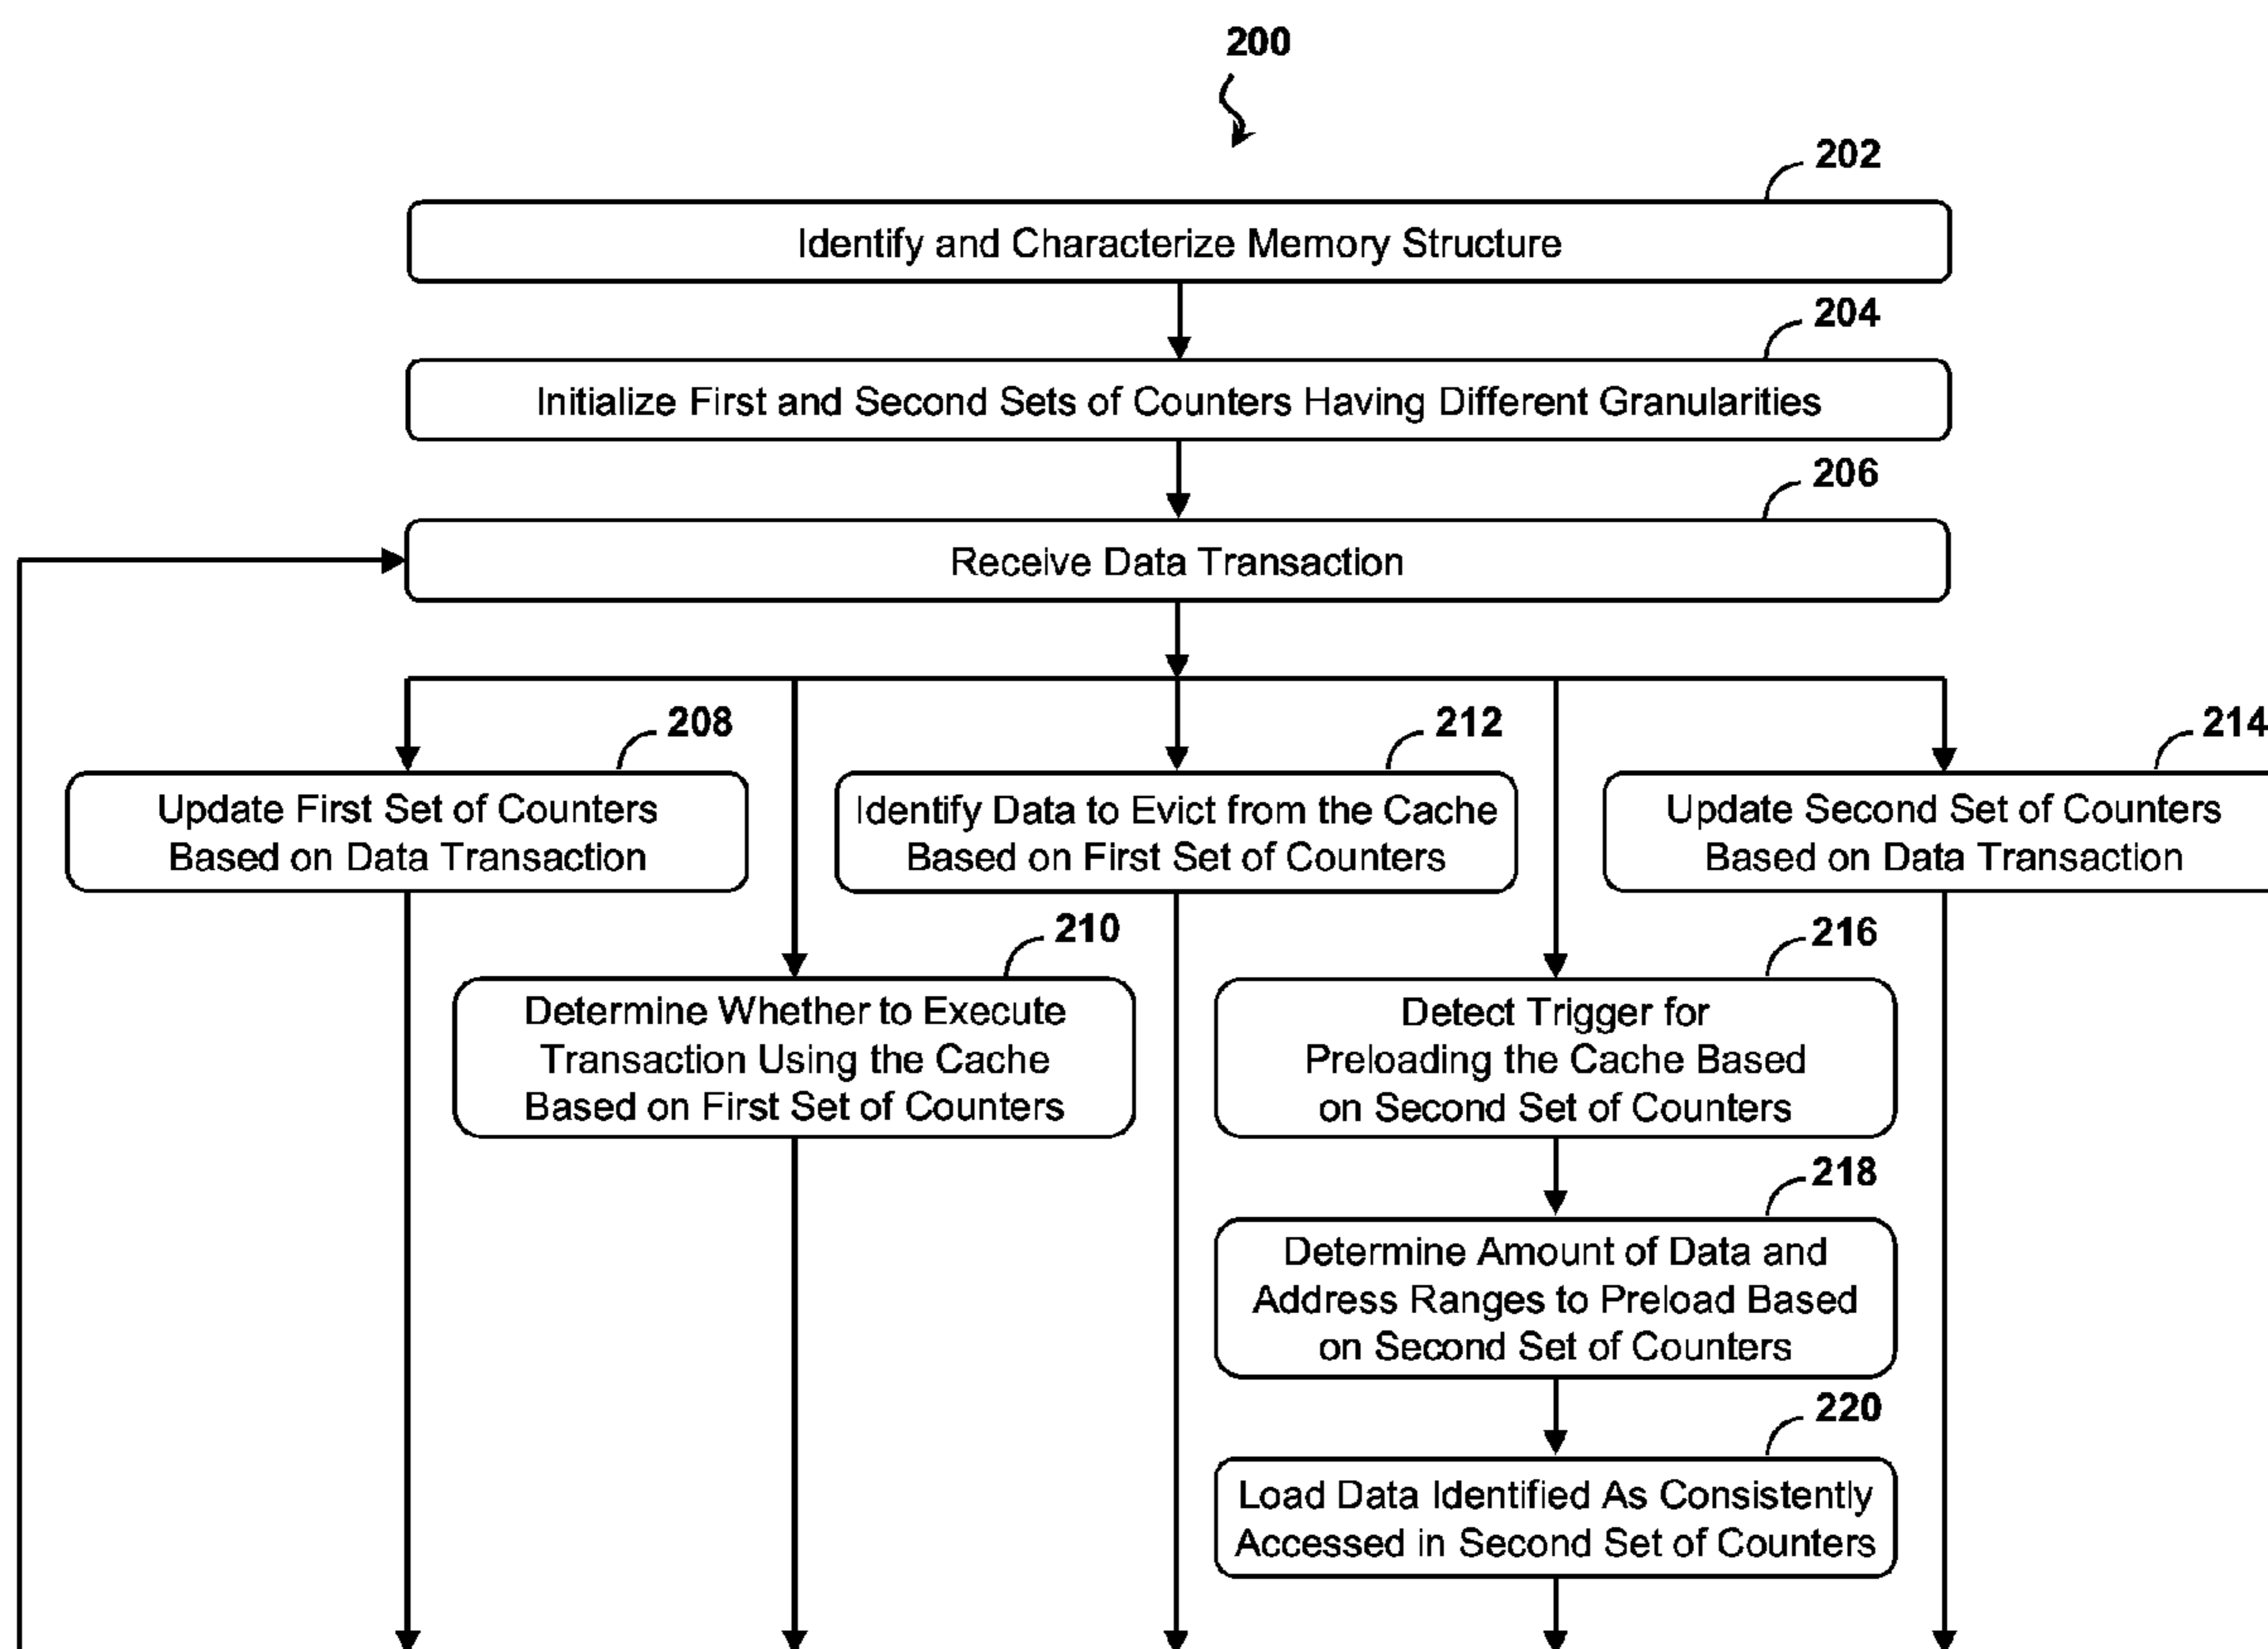 200
202
Identify and Characterize Memory Structure
204
Initialize First and Second Sets of Counters Having Different Granularities
206
Receive Data Transaction
208
Update First Set of Counters
Based on Data Transaction
212
Identify Data to Evict from the Cache
Based on First Set of Counters
214
Update Second Set of Counters
Based on Data Transaction
210
Determine Whether to Execute
Transaction Using the Cache
Based on First Set of Counters
216
Detect Trigger for
Preloading the Cache Based
on Second Set of Counters
218
Determine Amount of Data and
Address Ranges to Preload Based
on Second Set of Counters
220
Load Data Identified As Consistently
Accessed in Second Set of Counters